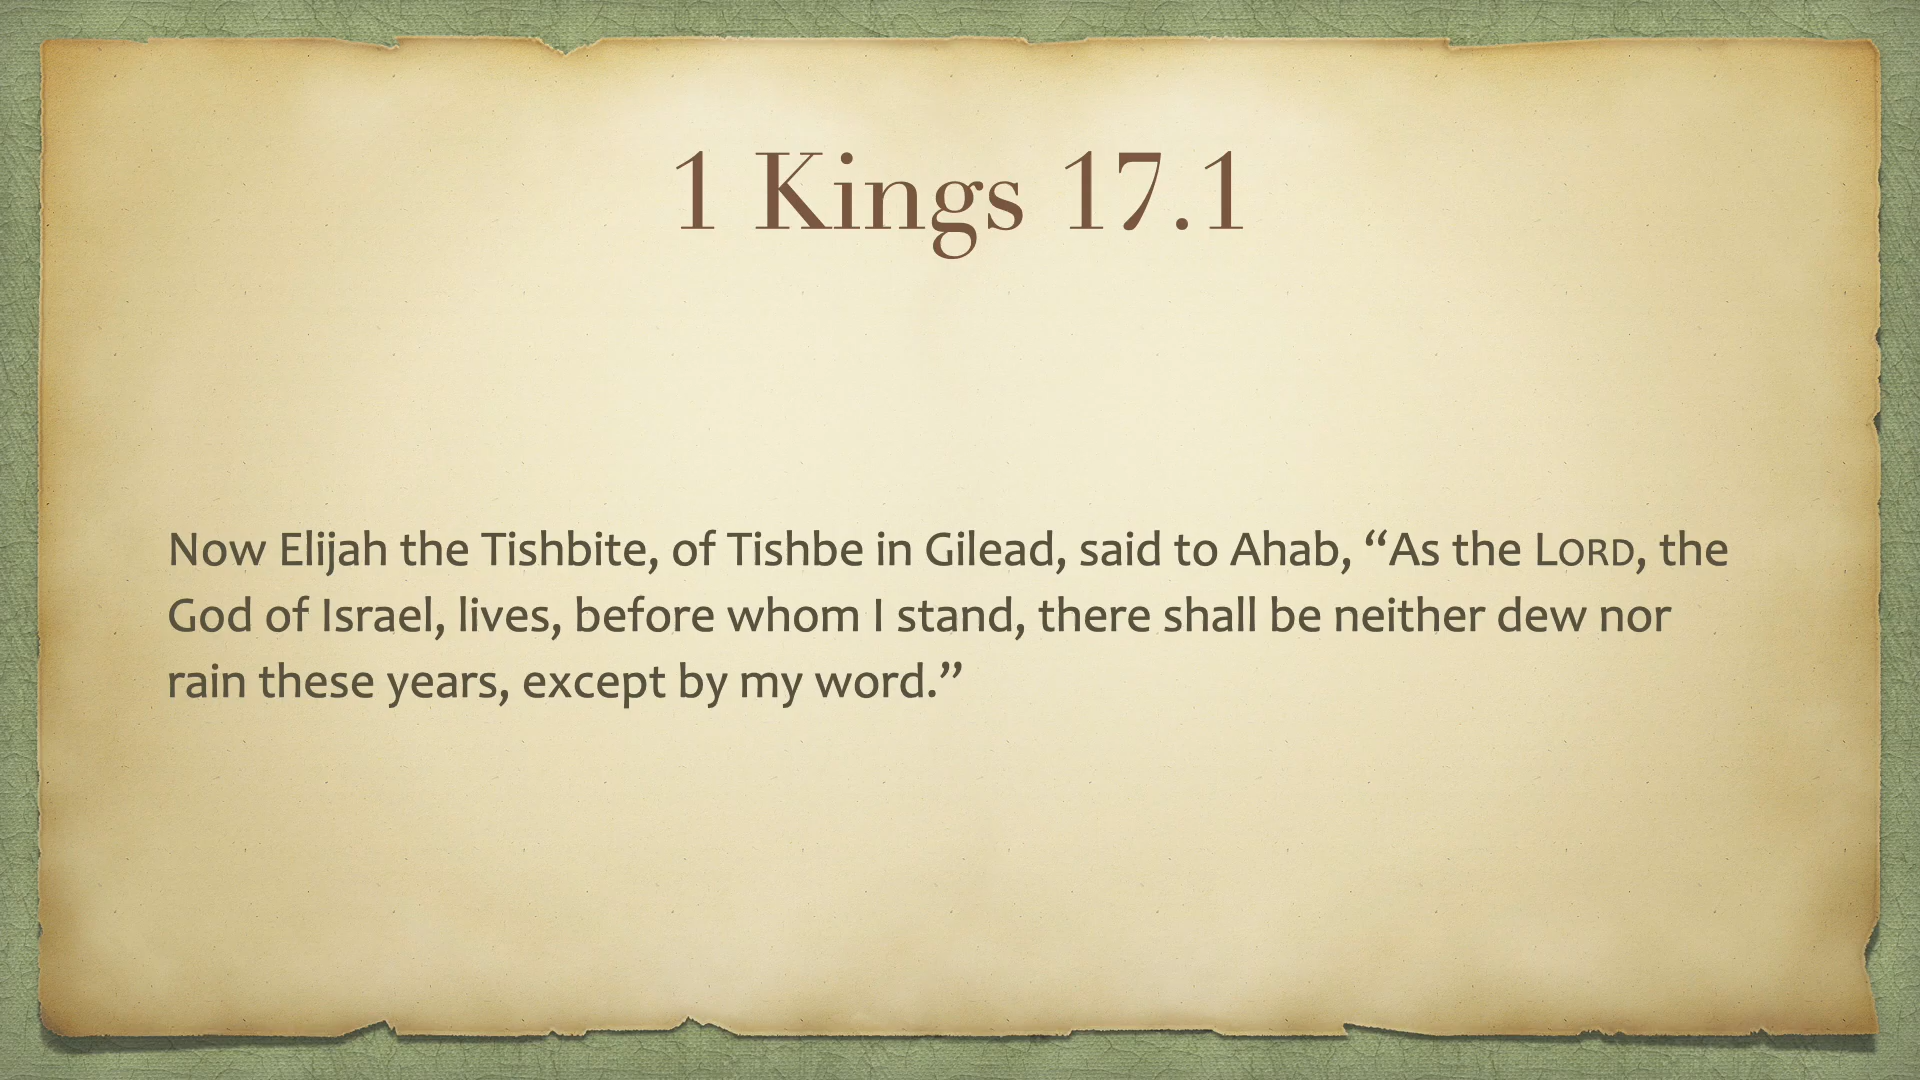 1 Kings 17.1
Now Elijah the Tishbite, of Tishbe in Gilead, said to Ahab, “As the LORD, the
God of Israel, lives, before whom I stand, there shall be neither dew nor
rain these years, except by my word.”